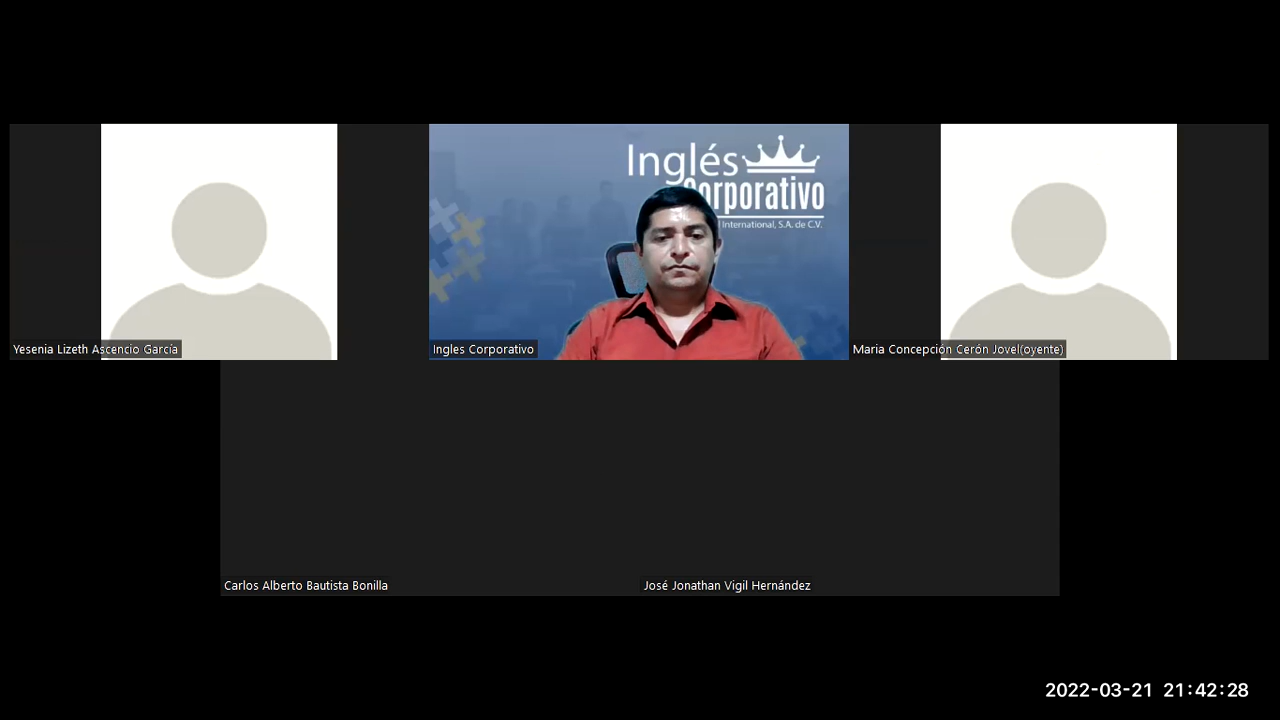 Inglés
Corporativo
l International, S.A. de C.V.
Yesenia Lizeth Ascencio García
Ingles Corporativo
Maria Concepción Cerón Jovel(oyente)
Carlos Alberto Bautista Bonilla
José Jonathan Vigil Hernández
2022-03-21 21:42:28